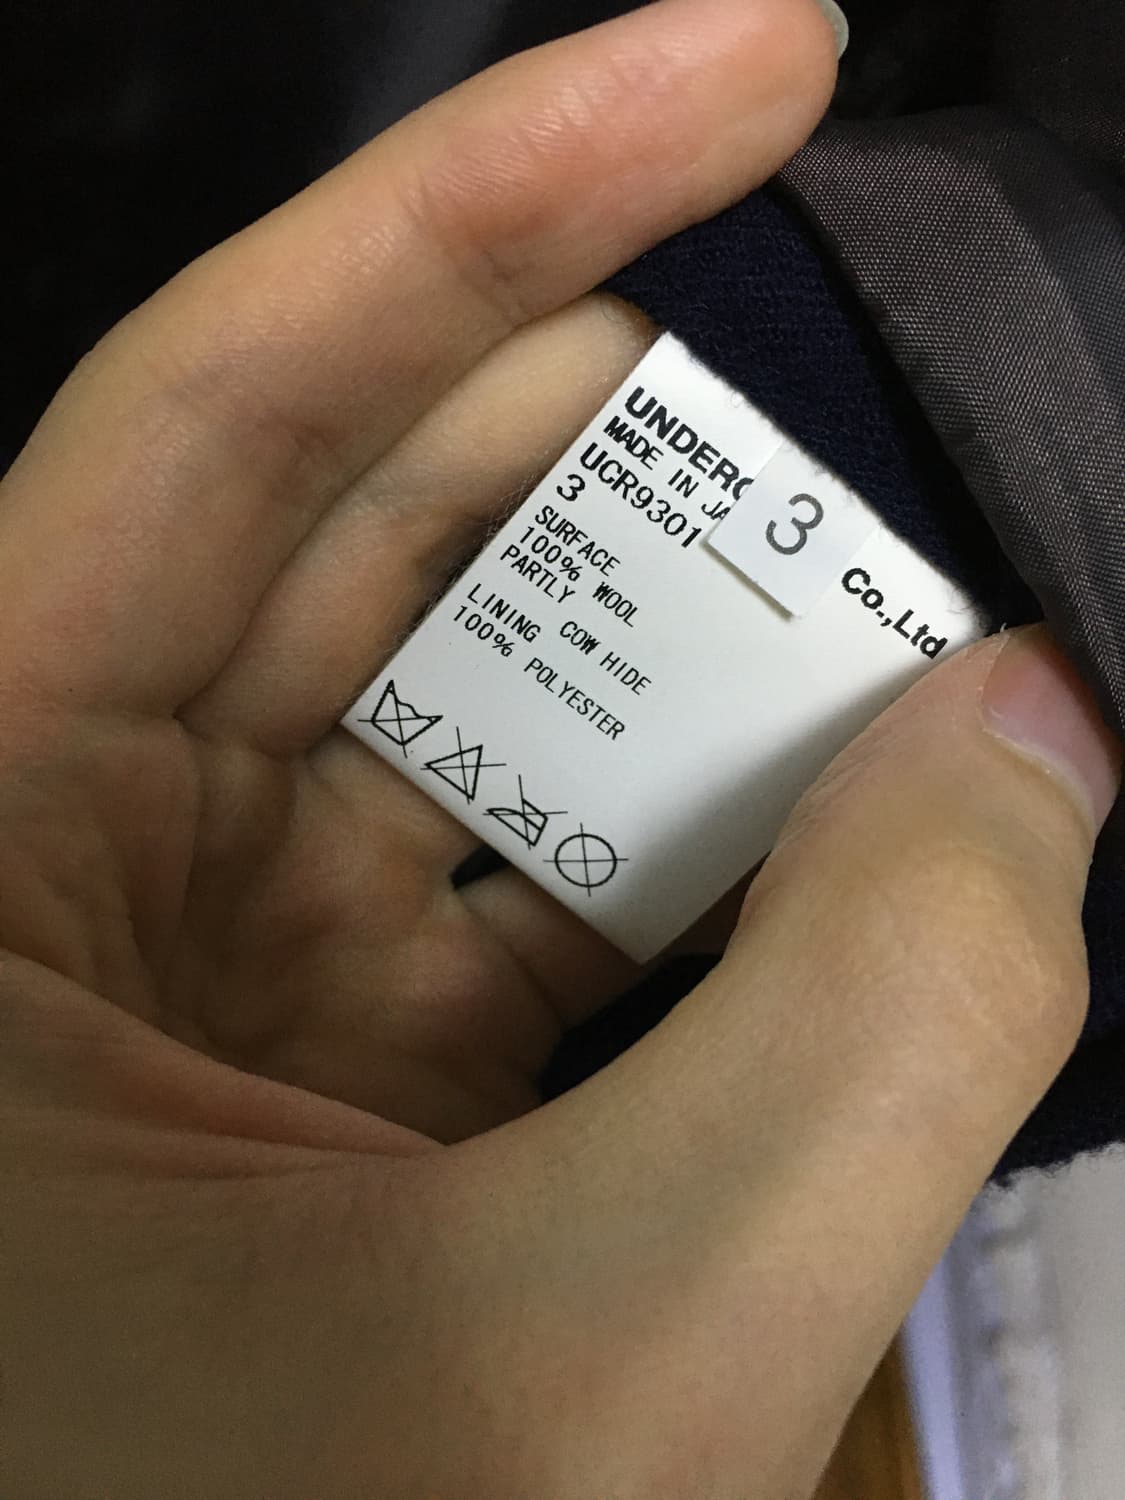 UNDERC Co.,Ltd
MADE IN JA
UCR9301
3
3
SURFACE
100% WOOL
PARTLY
COW HIDE
LINING
100% POLYESTER